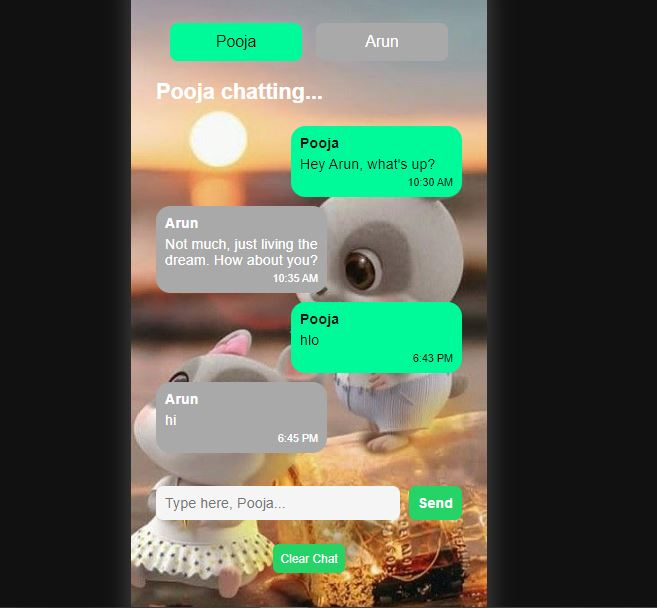 Pooja
Arun
Pooja chatting...
Pooja
Hey Arun, what's up?
10:30 AM
Arun
Not much, just living the
dream. How about you?
10:35 AM
Pooja
hlo
6:43 PM
Arun
hi
6:45 PM
Type here, Pooja...
Send
Clear Chat